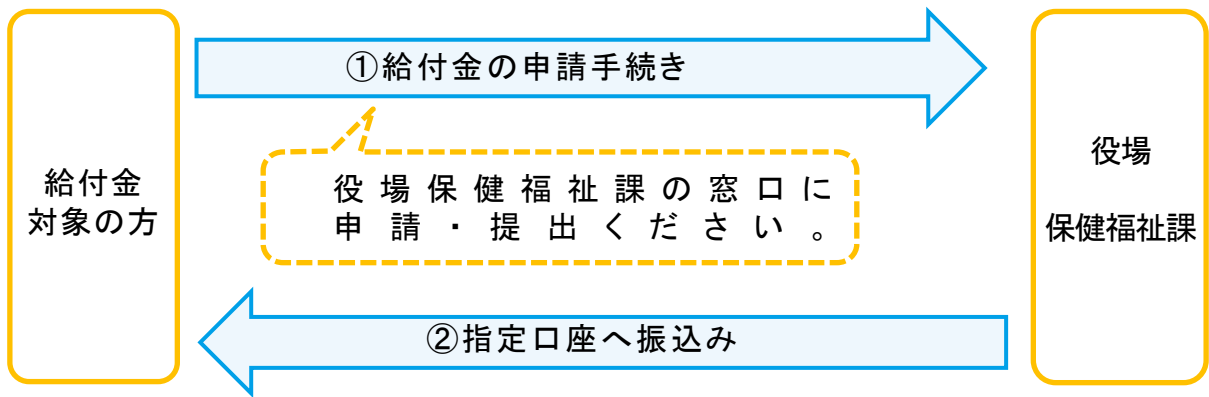 ①給付金の申請手続き
給付金
対象の方
役場保健福祉課の窓口に
申請・提出ください。
役場
保健福祉課
②指定口座へ振込み